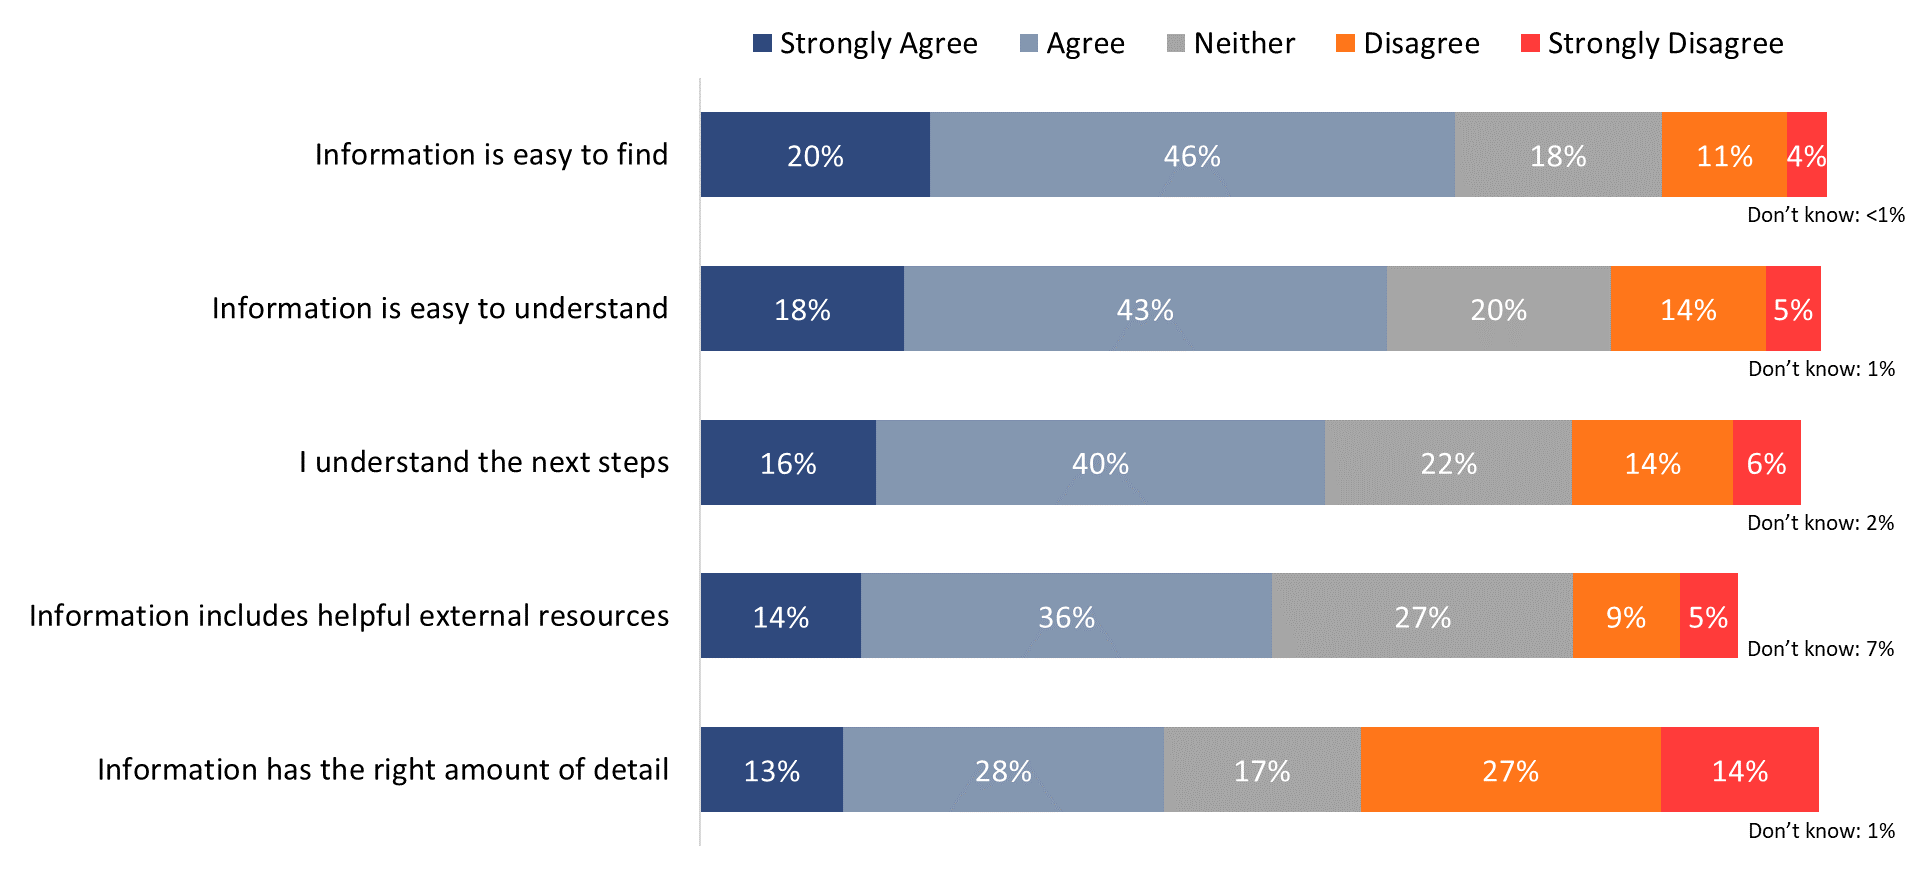 Strongly Agree Agree Neither Disagree Strongly Disagree
Information is easy to find 20% 46% 18% 11% 4%
Don’t know: <1%
Information is easy to understand 18% 43% 20% 14% 5%
Don’t know: 1%
I understand the next steps 16% 40% 22% 14% 6%
Don’t know: 2%
Information includes helpful external resources 14% 36% 27% 9% 5%
Don’t know: 7%
Information has the right amount of detail 13% 28% 17% 27% 14%
Don’t know: 1%